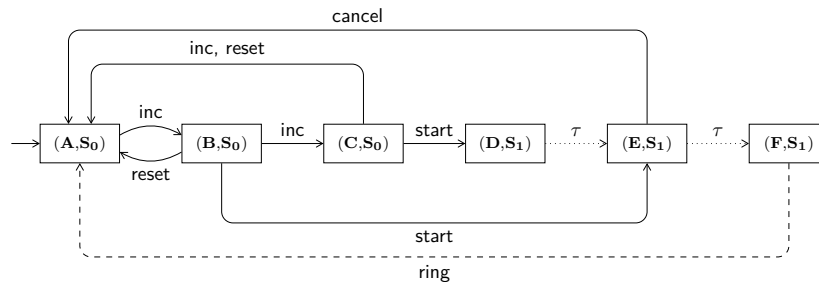 cancel
inc, reset
inc
(A,S₀)
(B,S₀)
inc
(C,S₀)
start
(D,S₁)
τ
(E,S₁)
τ
(F,S₁)
reset
start
ring